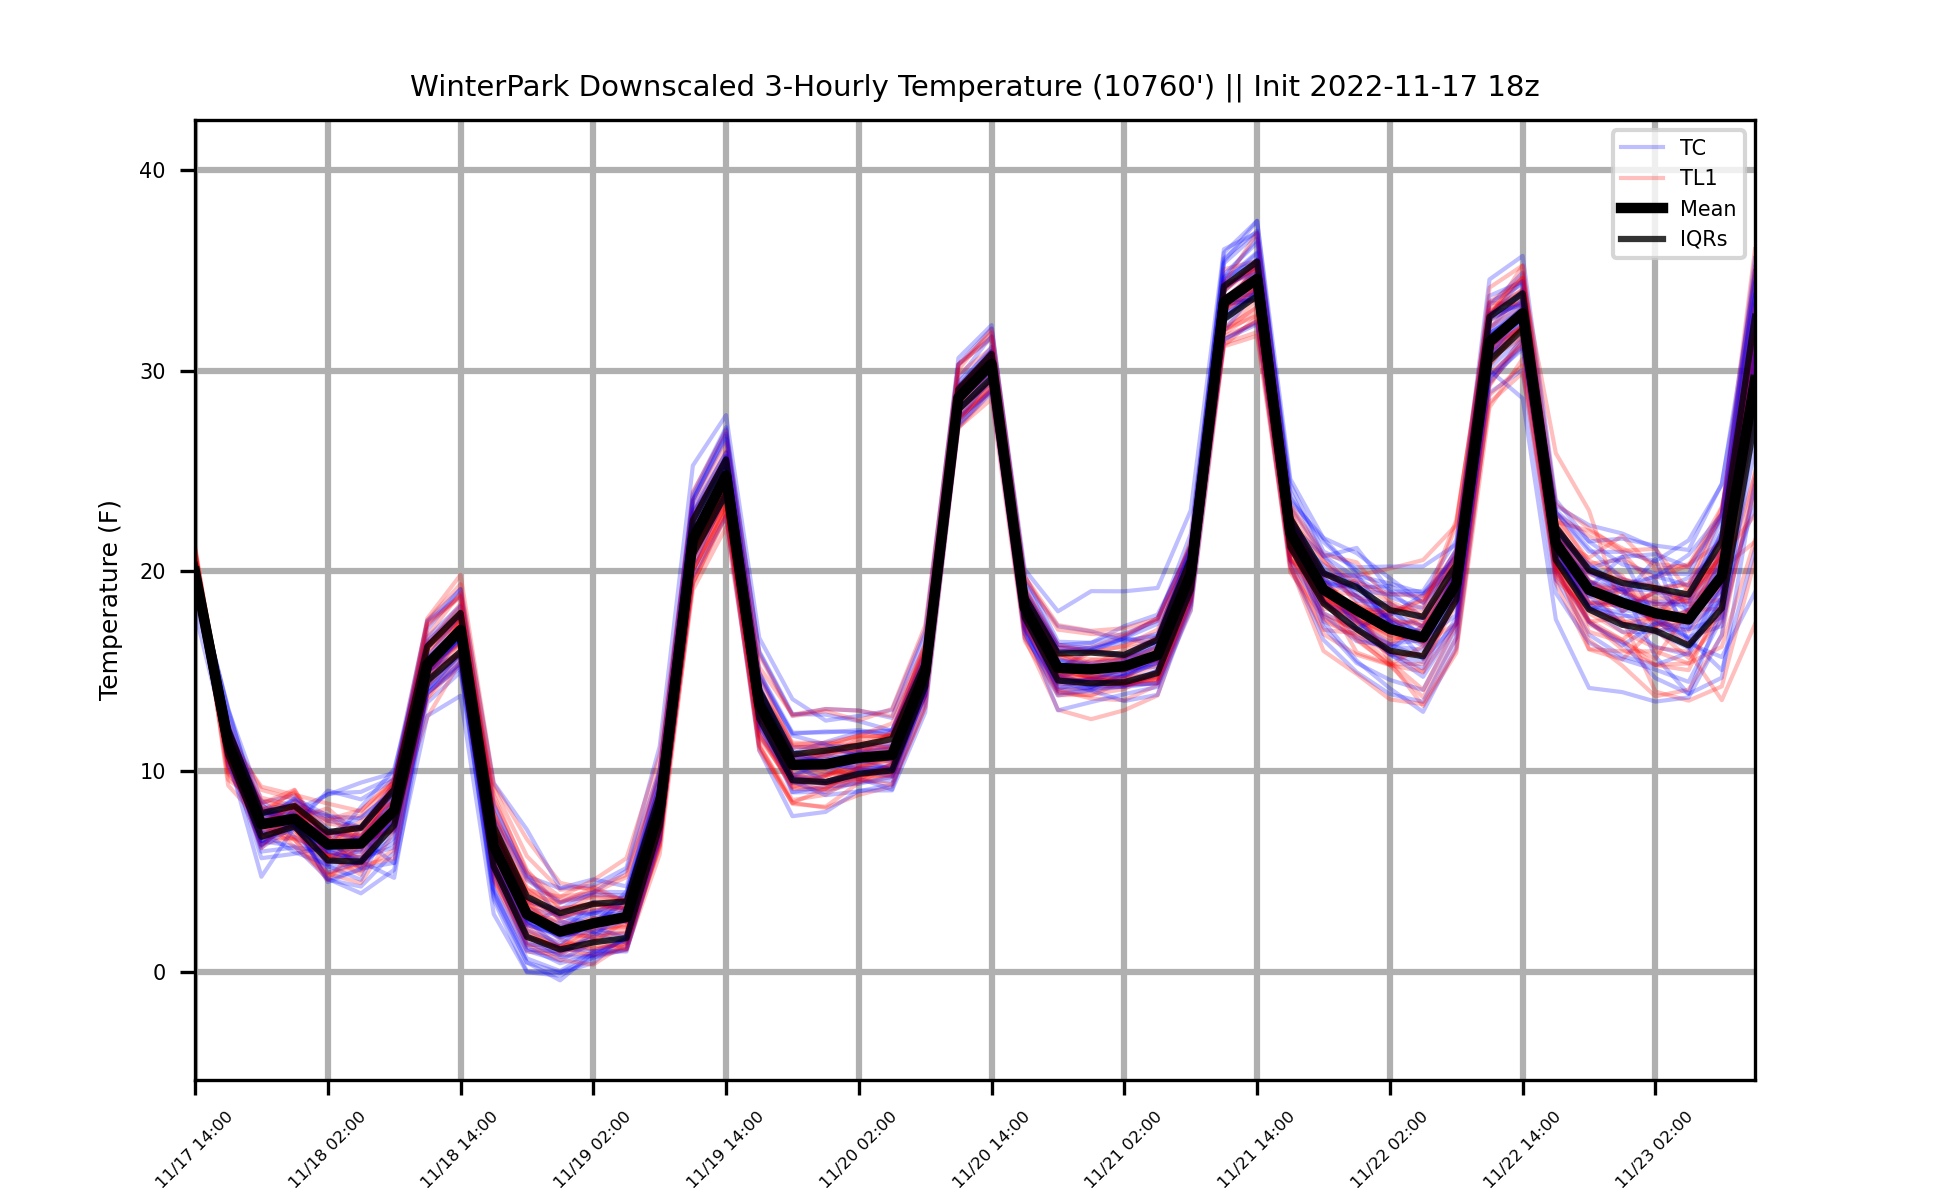 WinterPark Downscaled 3-Hourly Temperature (10760') || Init 2022-11-17 18z
TC
TL1
Mean
IQRs
Temperature (F)
40
30
20
10
0
11/17 14:00
11/18 02:00
11/18 14:00
11/19 02:00
11/19 14:00
11/20 02:00
11/20 14:00
11/21 02:00
11/21 14:00
11/22 02:00
11/22 14:00
11/23 02:00